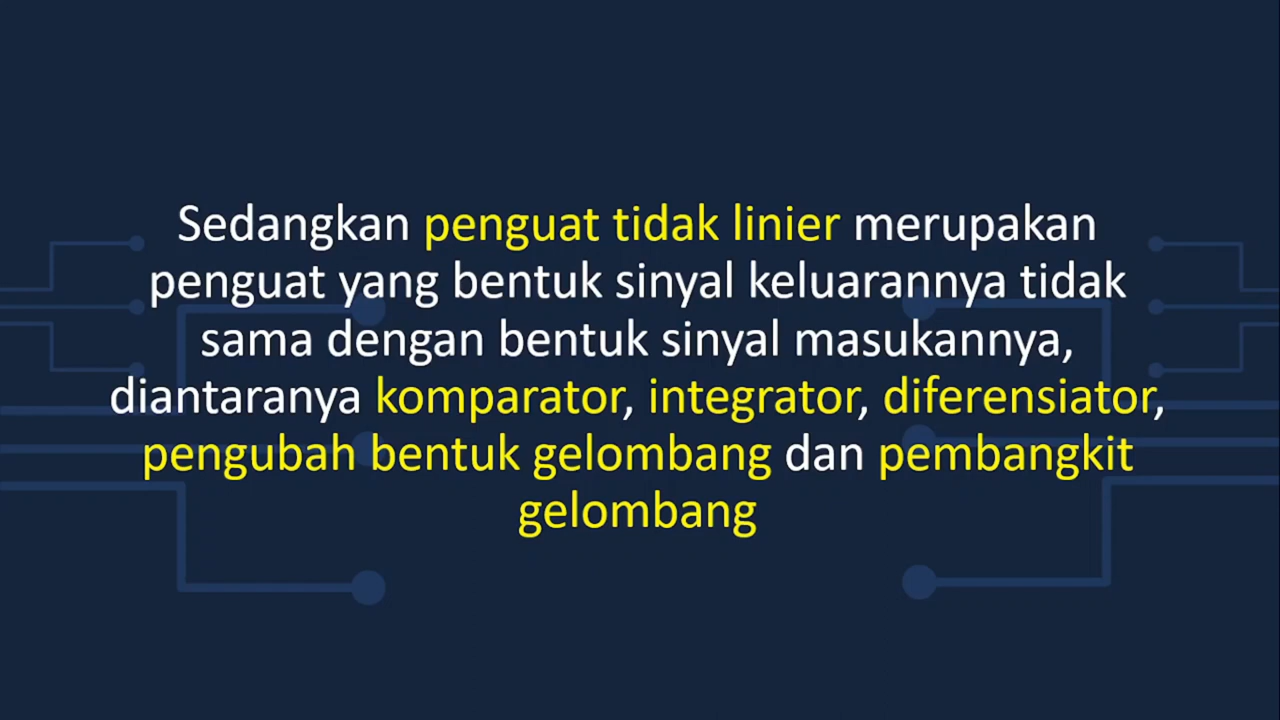 Sedangkan penguat tidak linier merupakan
penguat yang bentuk sinyal keluarannya tidak
sama dengan bentuk sinyal masukannya,
diantaranya komparator, integrator, diferensiator,
pengubah bentuk gelombang dan pembangkit
gelombang